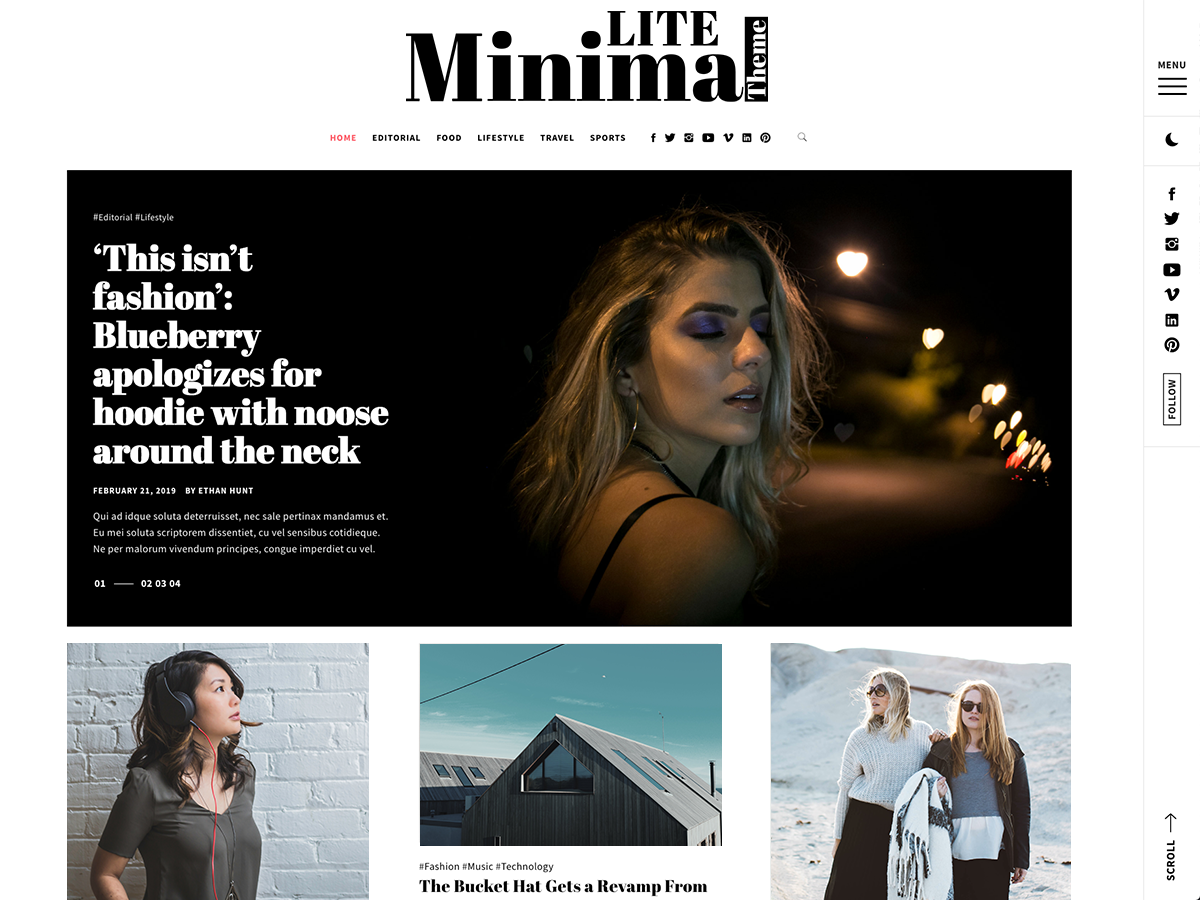 LITE
Minimal
Theme
MENU
HOME EDITORIAL FOOD LIFESTYLE TRAVEL SPORTS
#Editorial #Lifestyle
‘This isn’t
fashion’:
Blueberry
apologizes for
hoodie with noose
around the neck
FEBRUARY 21, 2019 BY ETHAN HUNT
Qui ad idque soluta deterruisset, nec sale pertinax mandamus et.
Eu mei soluta scriptorem dissentiet, cu vel sensibus cotidieque.
Ne per malorum vivendum principes, congue imperdiet cu vel.
01 02 03 04
FOLLOW
#Fashion #Music #Technology
The Bucket Hat Gets a Revamp From
SCROLL